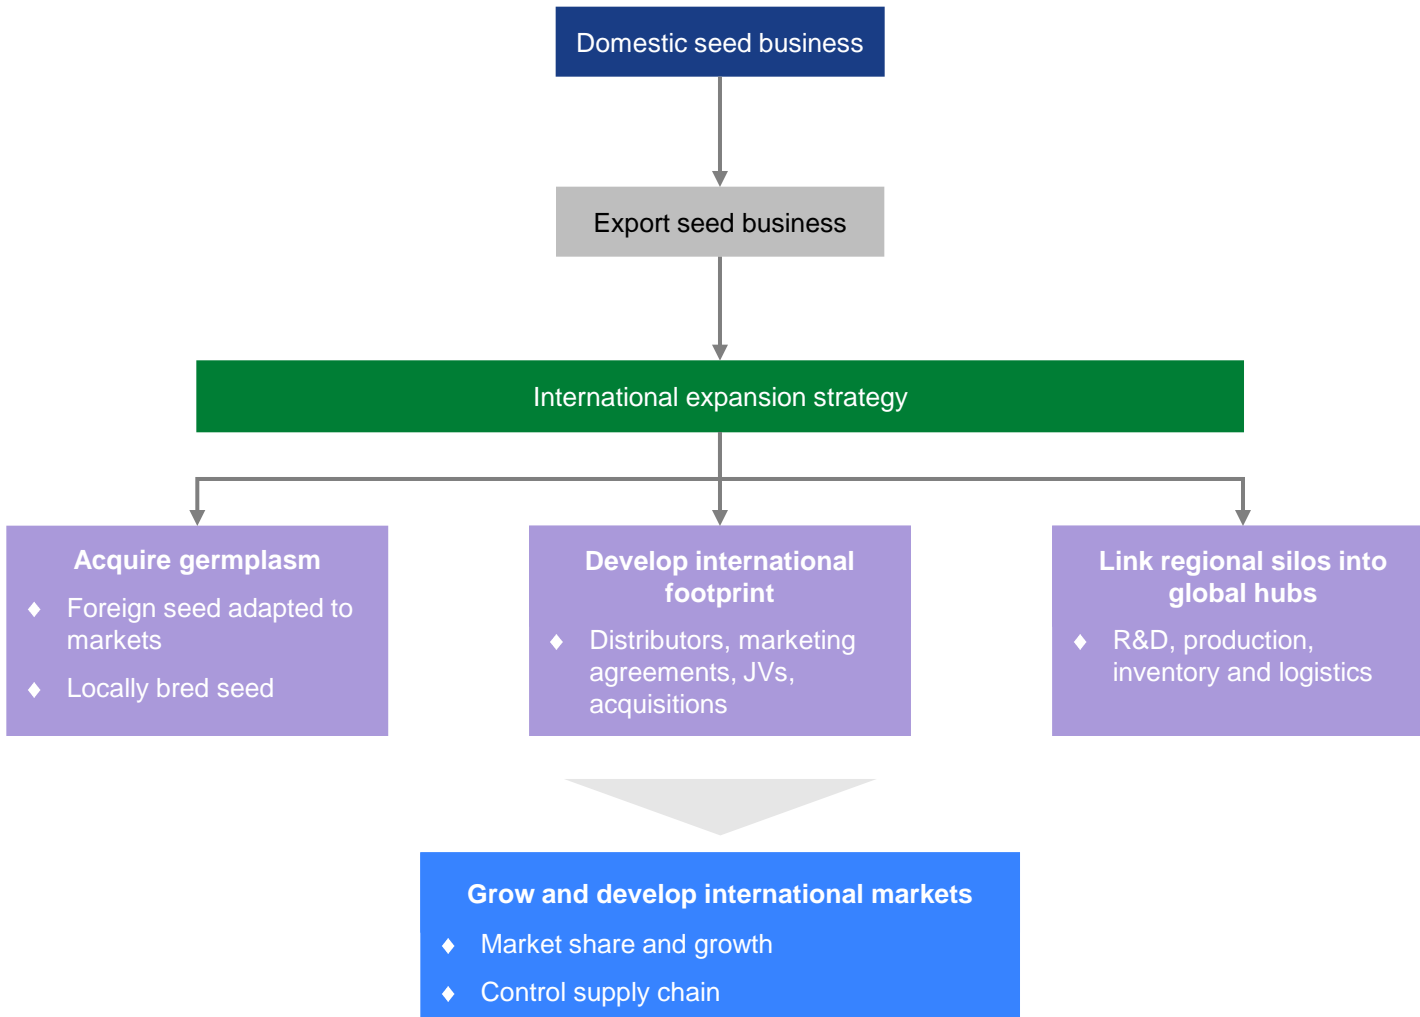 Domestic seed business
Export seed business
International expansion strategy
Acquire germplasm
♦ Foreign seed adapted to
markets
♦ Locally bred seed
Develop international
footprint
♦ Distributors, marketing
agreements, JVs,
acquisitions
Link regional silos into
global hubs
♦ R&D, production,
inventory and logistics
Grow and develop international markets
♦ Market share and growth
♦ Control supply chain